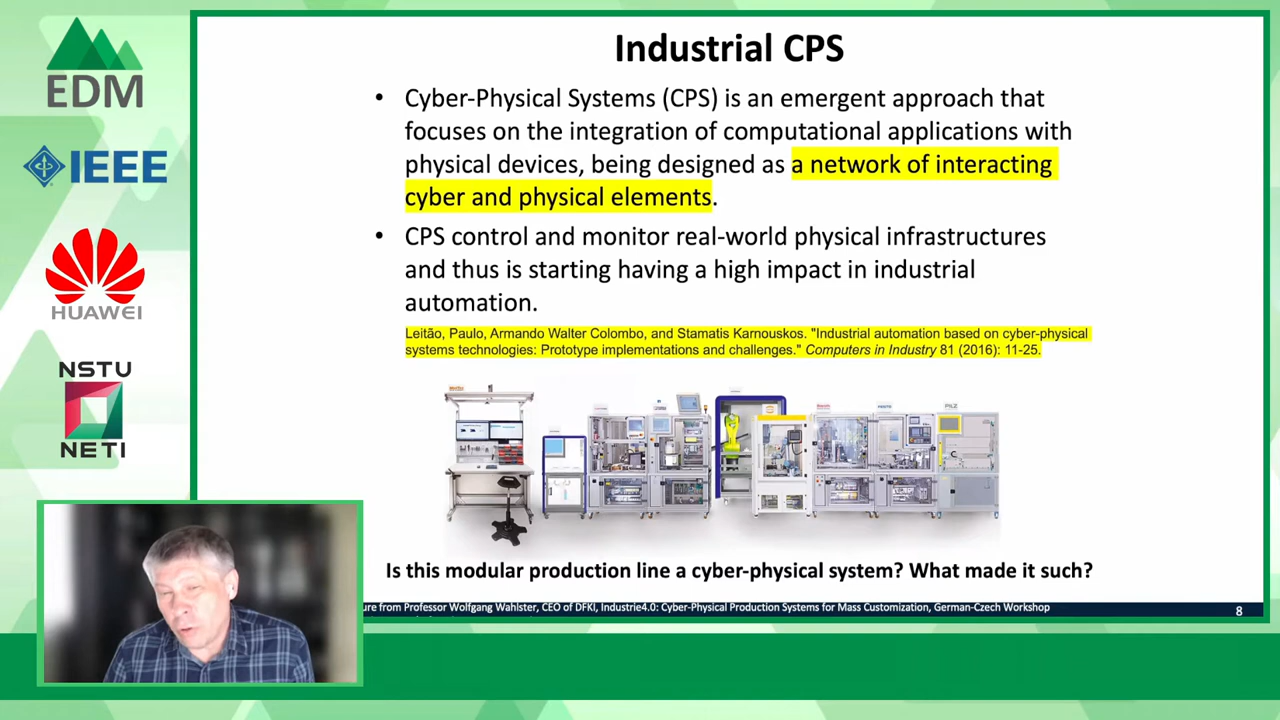 EDM
IEEE
HUAWEI
NSTU
NETI
Industrial CPS
• Cyber-Physical Systems (CPS) is an emergent approach that
focuses on the integration of computational applications with
physical devices, being designed as a network of interacting
cyber and physical elements.
• CPS control and monitor real-world physical infrastructures
and thus is starting having a high impact in industrial
automation.
Leitão, Paulo, Armando Walter Colombo, and Stamatis Karnouskos. "Industrial automation based on cyber-physical
systems technologies: Prototype implementations and challenges." Computers in Industry 81 (2016): 11-25.
PILZ
Is this modular production line a cyber-physical system? What made it such?
ure from Professor Wolfgang Wahlster, CEO of DFKI, Industrie4.0: Cyber-Physical Production Systems for Mass Customization, German-Czech Workshop
8